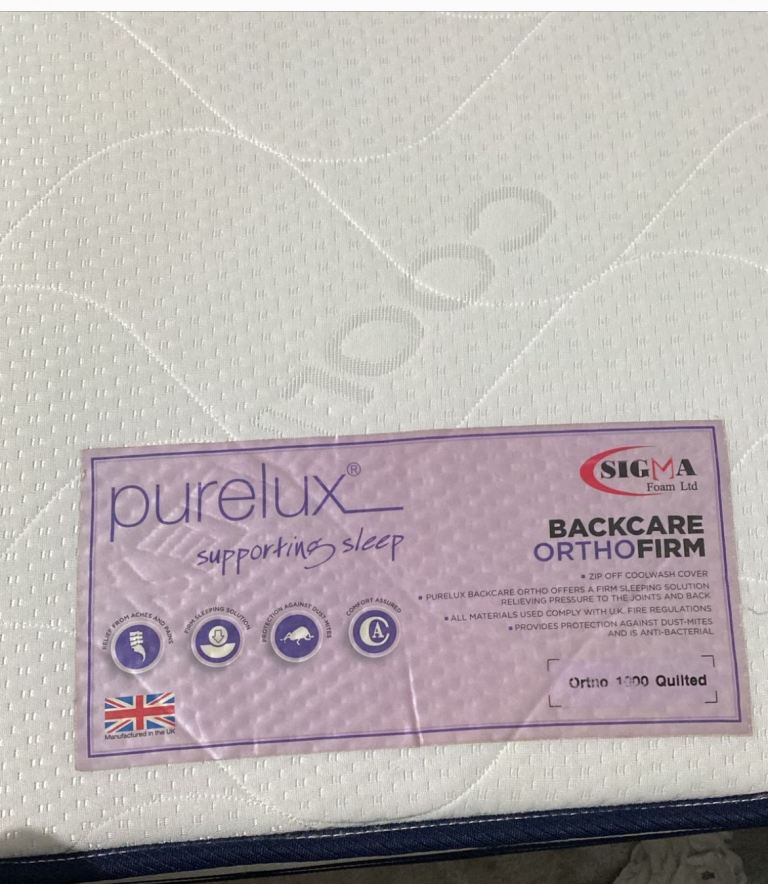 COOL
purelux®
supporting sleep
RELIEF FROM ACHES AND PAINS
FIRM SLEEPING SOLUTION
PROTECTION AGAINST DUST-MITES
COMFORT ASSURED
CA
Manufactured in the UK
SIGMA
Foam Ltd
BACKCARE
ORTHOFIRM
▪ ZIP OFF COOLWASH COVER
▪ PURELUX BACKCARE ORTHO OFFERS A FIRM SLEEPING SOLUTION
RELIEVING PRESSURE TO THE JOINTS AND BACK
▪ ALL MATERIALS USED COMPLY WITH U.K. FIRE REGULATIONS
▪ PROVIDES PROTECTION AGAINST DUST-MITES
AND IS ANTI-BACTERIAL
Ortho Quilted